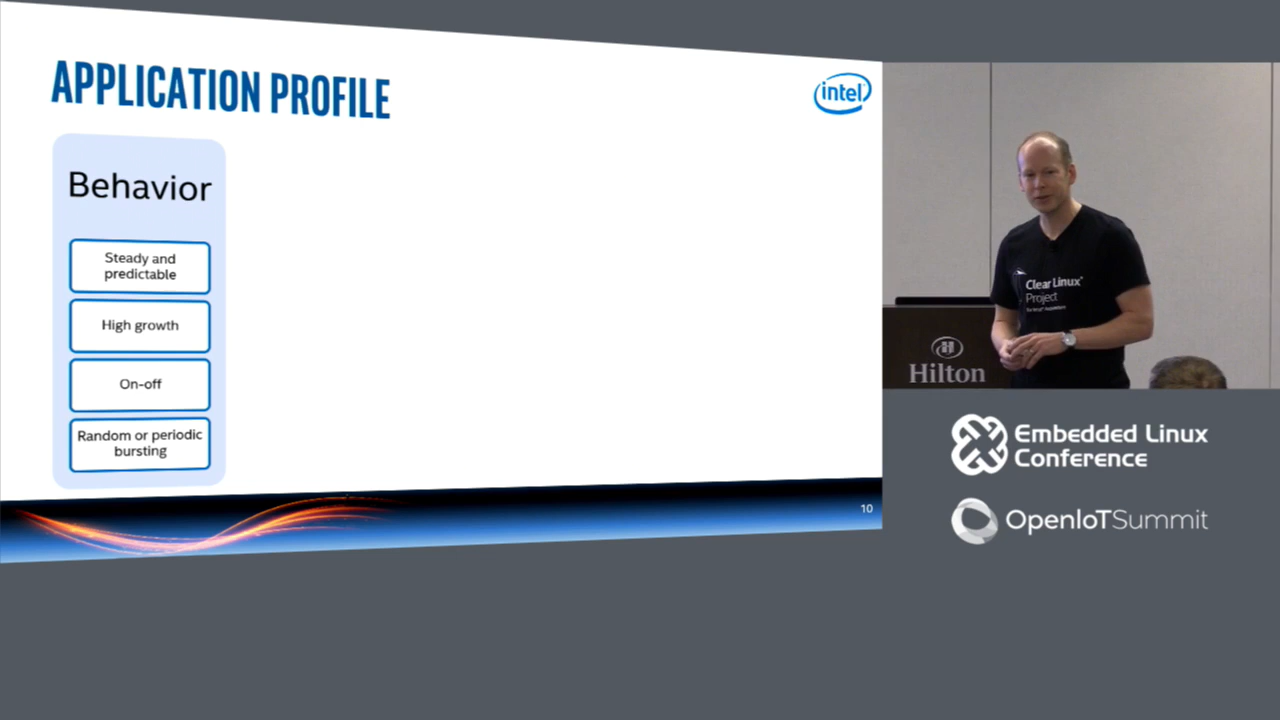 APPLICATION PROFILE
intel
Behavior
Steady and
predictable
High growth
On-off
Random or periodic
bursting
10
Clear Linux*
Project
H
Hilton
Embedded Linux
Conference
OpenIoTSummit